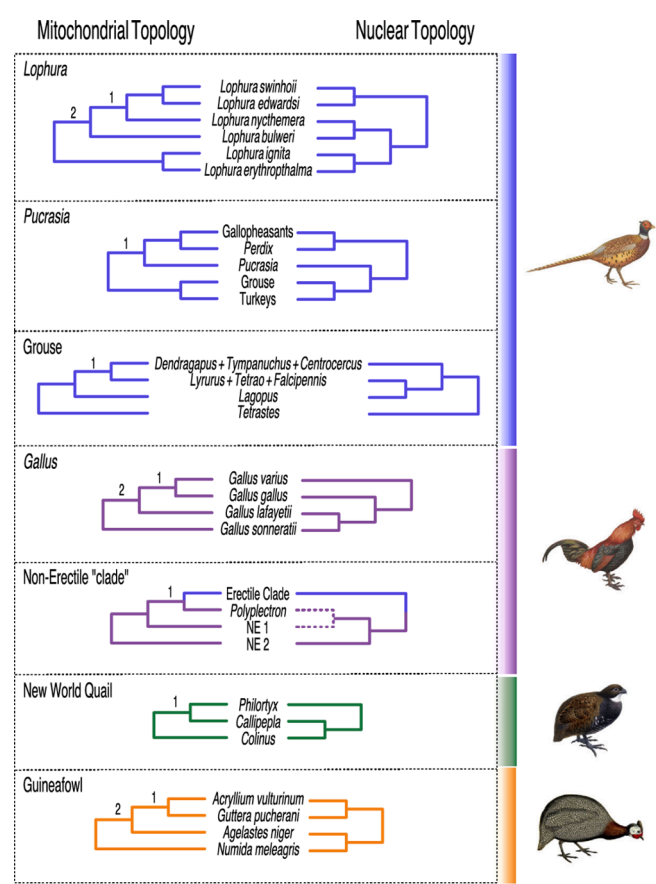 Mitochondrial Topology Nuclear Topology
Lophura
1
2
Lophura swinhoii
Lophura edwardsi
Lophura nycthemera
Lophura bulweri
Lophura ignita
Lophura erythropthalma
Pucrasia
1
Gallopheasants
Perdix
Pucrasia
Grouse
Turkeys
Grouse
1
Dendragapus + Tympanuchus + Centrocercus
Lyrurus + Tetrao + Falcipennis
Lagopus
Tetrastes
Gallus
1
2
Gallus varius
Gallus gallus
Gallus lafayetii
Gallus sonneratii
Non-Erectile "clade"
1
Erectile Clade
Polyplectron
NE 1
NE 2
New World Quail
1
Philortyx
Callipepla
Colinus
Guineafowl
1
2
Acryllium vulturinum
Guttera pucherani
Agelastes niger
Numida meleagris